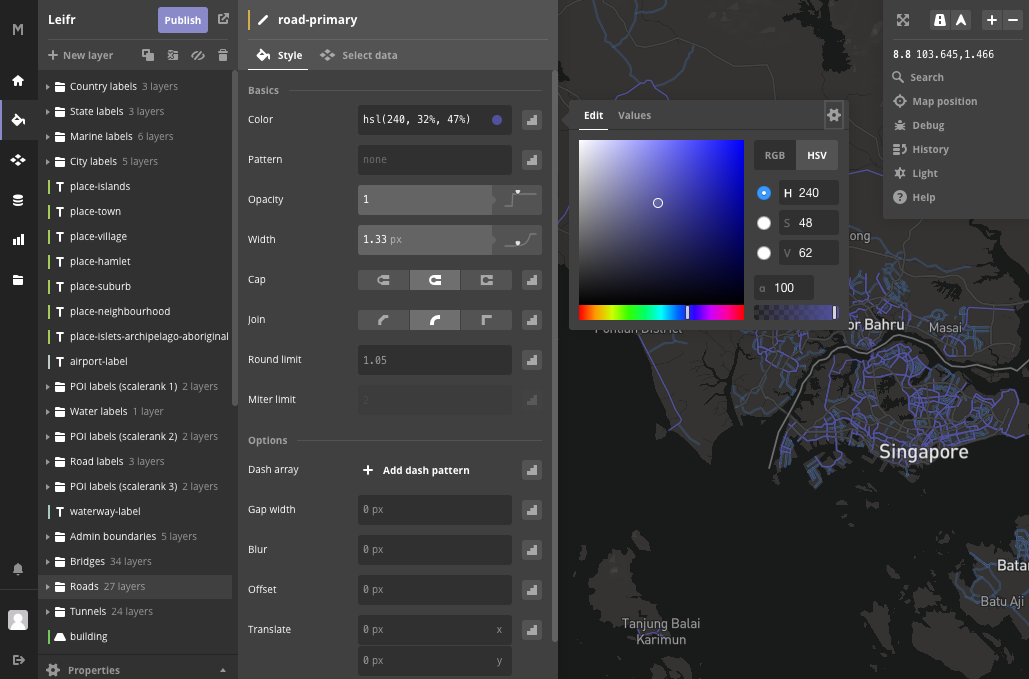 M
Leifr
Publish
New layer
Country labels 3 layers
State labels 3 layers
Marine labels 6 layers
City labels 5 layers
T place-islands
T place-town
T place-village
T place-hamlet
T place-suburb
T place-neighbourhood
T place-islets-archipelago-aboriginal
T airport-label
POI labels (scalerank 1) 2 layers
Water labels 1 layer
POI labels (scalerank 2) 2 layers
Road labels 3 layers
POI labels (scalerank 3) 2 layers
T waterway-label
Admin boundaries 5 layers
Bridges 34 layers
Roads 27 layers
Tunnels 24 layers
building
Properties
road-primary
Style Select data
Basics
Color hsl(240, 32%, 47%)
Pattern none
Opacity 1
Width 1.33 px
Cap
Join
Round limit 1.05
Miter limit 2
Options
Dash array + Add dash pattern
Gap width 0 px
Blur 0 px
Offset 0 px
Translate 0 px x
0 px y
Edit Values
RGB HSV
H 240
S 48
V 62
α 100
8.8 103.645,1.466
Search
Map position
Debug
History
Light
Help
ong
Pontian District
or Bahru
Masai
Singapore
Bata
Batu Aji
Tanjung Balai
Karimun